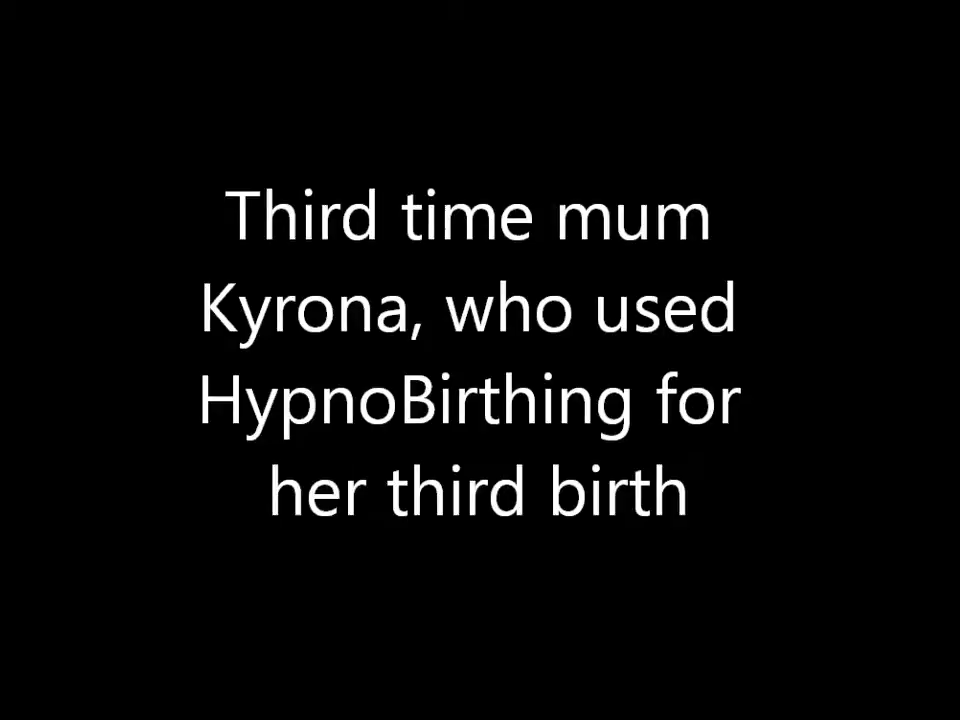 Third time mum
Kyrona, who used
HypnoBirthing for
her third birth